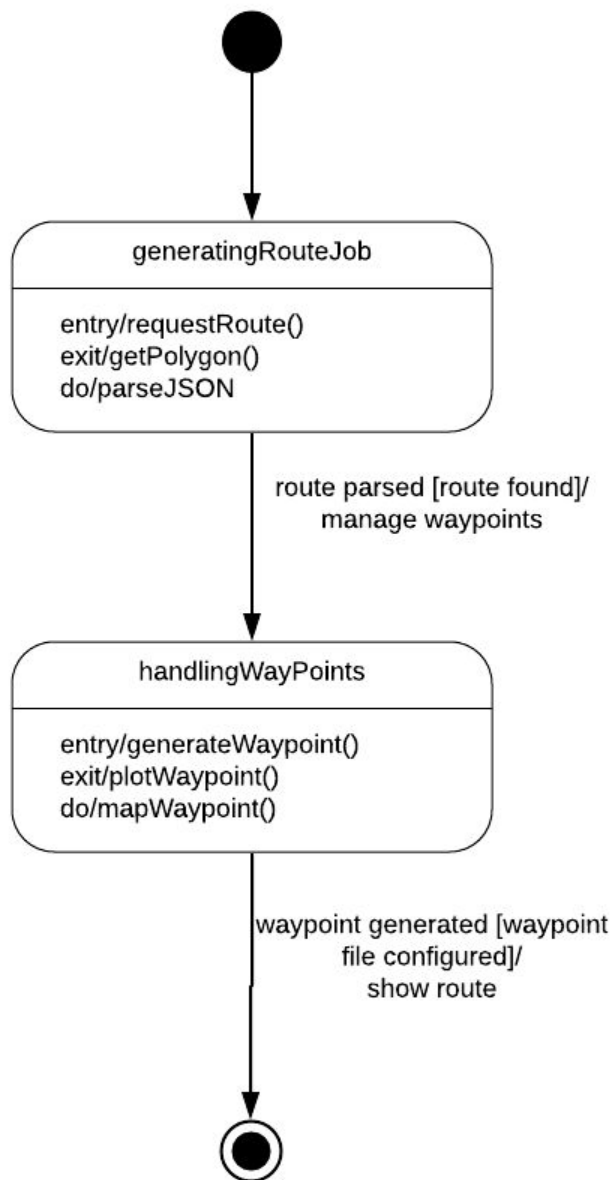 generatingRouteJob
entry/requestRoute()
exit/getPolygon()
do/parseJSON
route parsed [route found]/
manage waypoints
handlingWayPoints
entry/generateWaypoint()
exit/plotWaypoint()
do/mapWaypoint()
waypoint generated [waypoint
file configured]/
show route